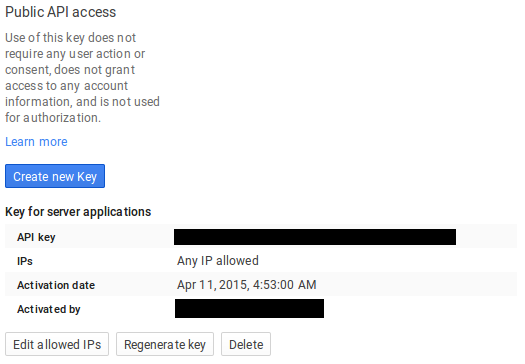 Public API access
Use of this key does not
require any user action or
consent, does not grant
access to any account
information, and is not used
for authorization.
Learn more
Create new Key
Key for server applications
API key
IPs Any IP allowed
Activation date Apr 11, 2015, 4:53:00 AM
Activated by
Edit allowed IPs Regenerate key Delete